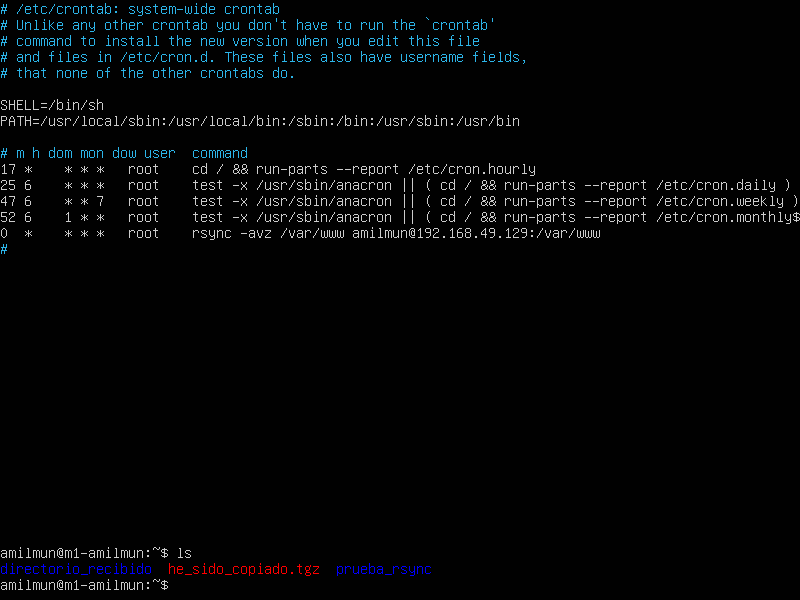 # /etc/crontab: system-wide crontab
# Unlike any other crontab you don't have to run the `crontab'
# command to install the new version when you edit this file
# and files in /etc/cron.d. These files also have username fields,
# that none of the other crontabs do.
SHELL=/bin/sh
PATH=/usr/local/sbin:/usr/local/bin:/sbin:/bin:/usr/sbin:/usr/bin
# m h dom mon dow user  command
17 *    * * *   root    cd / && run-parts --report /etc/cron.hourly
25 6    * * *   root    test -x /usr/sbin/anacron || ( cd / && run-parts --report /etc/cron.daily )
47 6    * * 7   root    test -x /usr/sbin/anacron || ( cd / && run-parts --report /etc/cron.weekly )
52 6    1 * *   root    test -x /usr/sbin/anacron || ( cd / && run-parts --report /etc/cron.monthly$
0  *    * * *   root    rsync -avz /var/www amilmun@192.168.49.129:/var/www
#
amilmun@m1-amilmun:~$ ls
directorio_recibido  he_sido_copiado.tgz  prueba_rsync
amilmun@m1-amilmun:~$